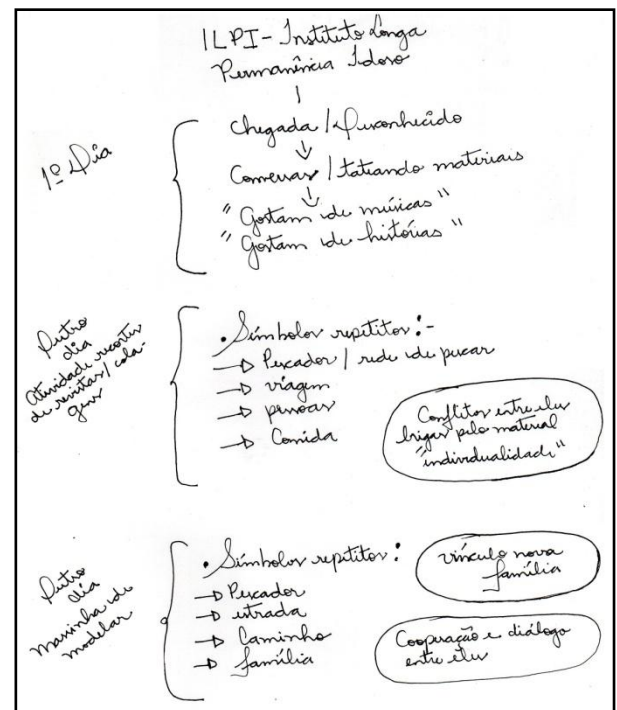 ILPI - Instituto Longa
Permanência Idoso
1º Dia
Chegada / Desconhecido
Conversas / tateando materiais
"Gostam de músicas"
"Gostam de histórias"
Outro
dia
Atividade recortes
de revistas / cola-
gens
• Símbolos repetitos:-
→ Pescador / rede de pescar
→ viagem
→ pessoas
→ Comida
Conflitos entre eles
brigas pelo material
"individualidade"
Outro
dia
Massinha de
modelar
• Símbolos repetitos:
→ Pescador
→ estrada
→ Caminho
→ família
vínculo nova
família
Cooperação e diálogo
entre eles